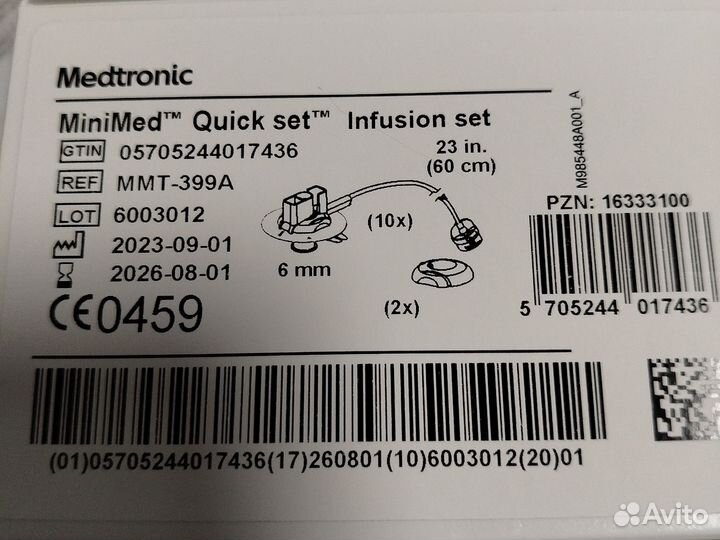 Medtronic
MiniMed™ Quick set™ Infusion set
GTIN 05705244017436
23 in.
(60 cm)
REF MMT-399A
LOT 6003012
(10x)
2023-09-01
2026-08-01
6 mm
(2x)
CE0459
M985448A001_A
PZN: 16333100
5 705244 017436
(01)05705244017436(17)260801(10)6003012(20)01
Avito